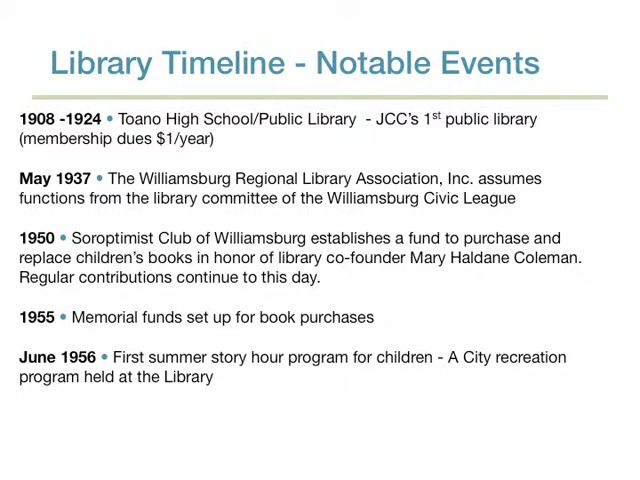 Library Timeline - Notable Events
1908 -1924 • Toano High School/Public Library - JCC's 1st public library
(membership dues $1/year)
May 1937 • The Williamsburg Regional Library Association, Inc. assumes
functions from the library committee of the Williamsburg Civic League
1950 • Soroptimist Club of Williamsburg establishes a fund to purchase and
replace children's books in honor of library co-founder Mary Haldane Coleman.
Regular contributions continue to this day.
1955 • Memorial funds set up for book purchases
June 1956 • First summer story hour program for children - A City recreation
program held at the Library